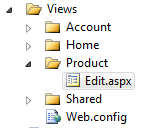 Views
Account
Home
Product
Edit.aspx
Shared
Web.config